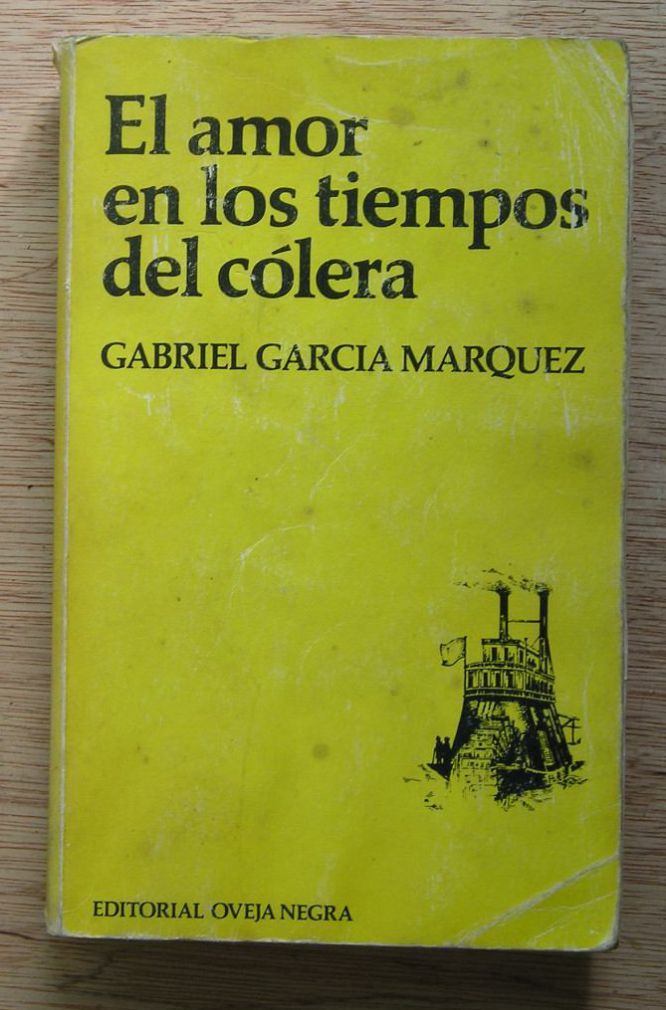 El amor
en los tiempos
del cólera
GABRIEL GARCIA MARQUEZ
EDITORIAL OVEJA NEGRA